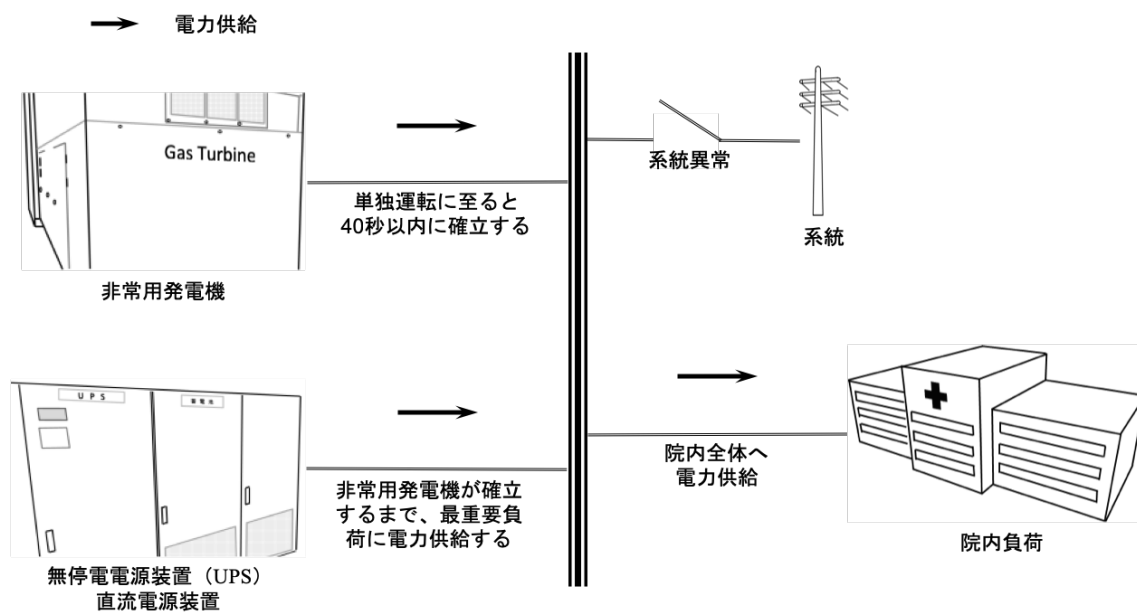 電力供給
Gas Turbine
単独運転に至ると
40秒以内に確立する
非常用発電機
系統異常
系統
UPS
蓄電池
非常用発電機が確立
するまで、最重要負
荷に電力供給する
無停電電源装置（UPS）
直流電源装置
院内全体へ
電力供給
院内負荷